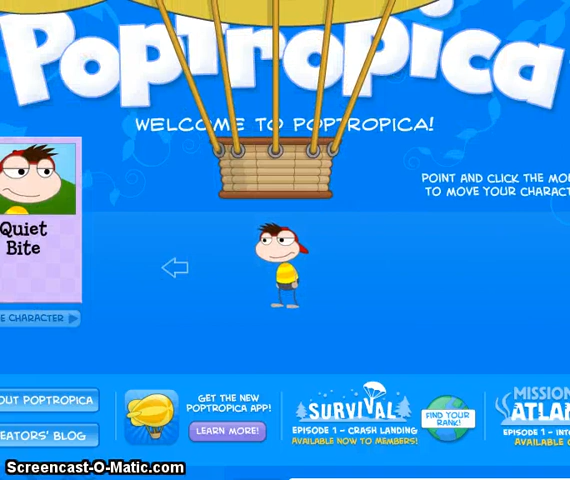 Poptropica
WELCOME TO POPTROPICA!
POINT AND CLICK THE MO
TO MOVE YOUR CHARACT
Quiet
Bite
E CHARACTER
OUT POPTROPICA
EATORS' BLOG
GET THE NEW
POPTROPICA APP!
LEARN MORE!
SURVIVAL
EPISODE 1 - CRASH LANDING
AVAILABLE NOW TO MEMBERS!
FIND YOUR
RANK!
MISSION
ATLAN
EPISODE 1 - INT
AVAILABLE
Screencast-O-Matic.com